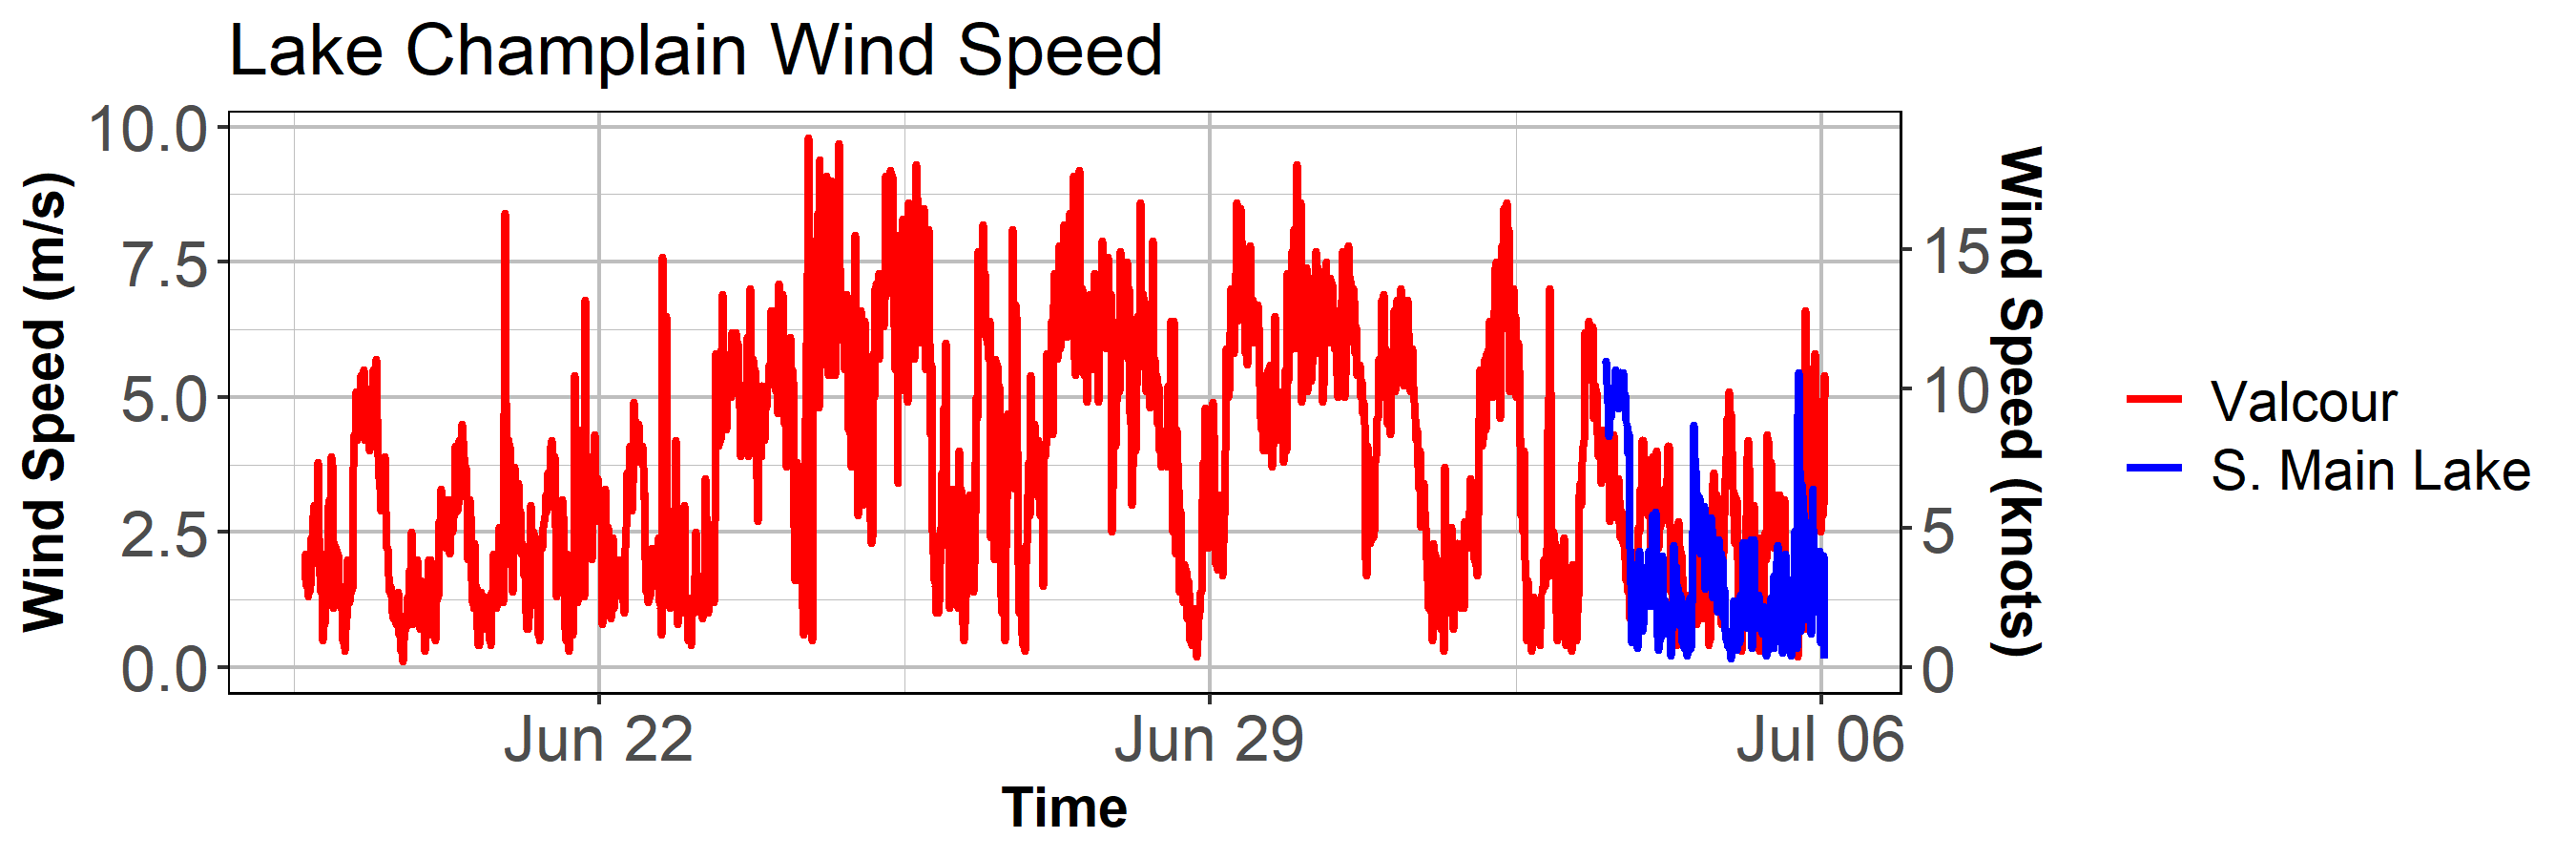 Lake Champlain Wind Speed
Wind Speed (m/s)
10.0
7.5
5.0
2.5
0.0
Wind Speed (knots)
15
10
5
0
Jun 22
Jun 29
Jul 06
Time
Valcour
S. Main Lake